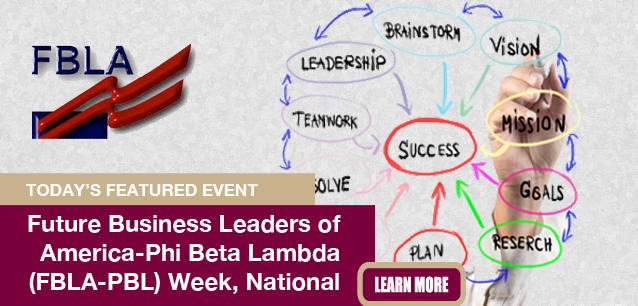 FBLA
BRAINSTORM
VISION
LEADERSHIP
TEAMWORK
MISSION
SUCCESS
SOLVE
GOALS
PLAN
RESERCH
TODAY'S FEATURED EVENT
Future Business Leaders of
America-Phi Beta Lambda
(FBLA-PBL) Week, National
LEARN MORE